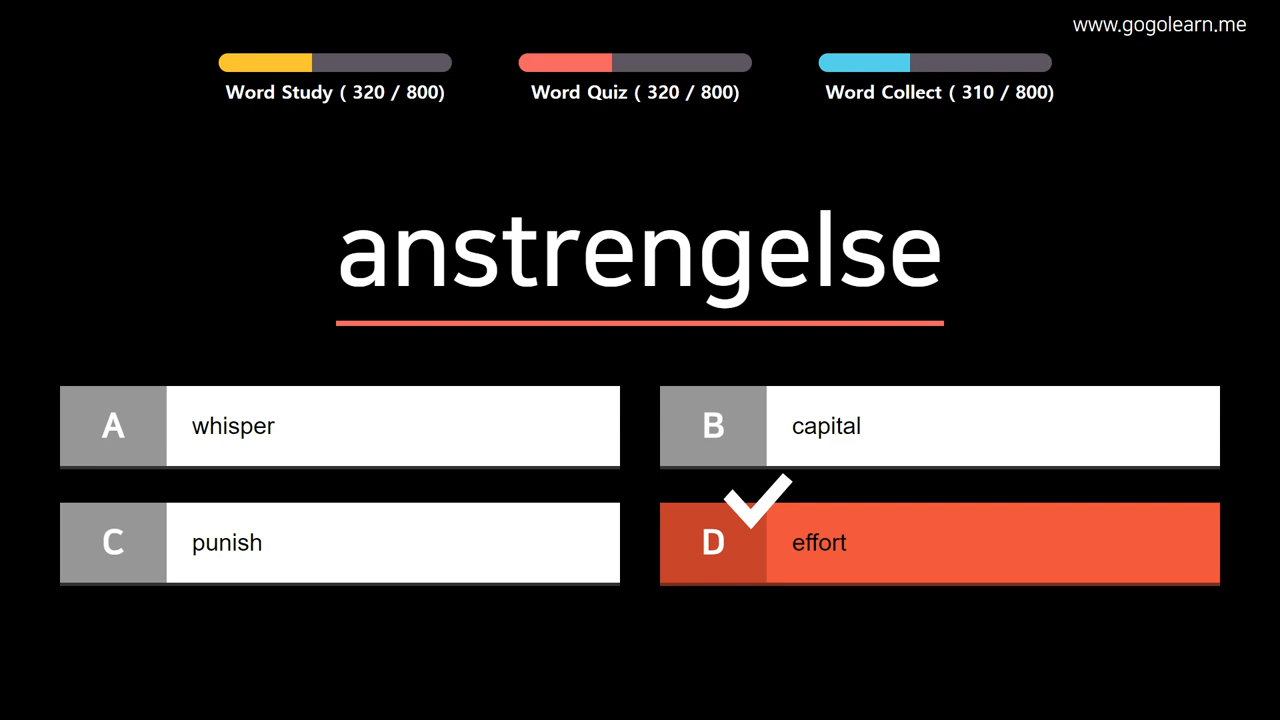 www.gogolearn.me
Word Study ( 320 / 800)
Word Quiz ( 320 / 800)
Word Collect ( 310 / 800)
anstrengelse
A whisper
B capital
C punish
D effort